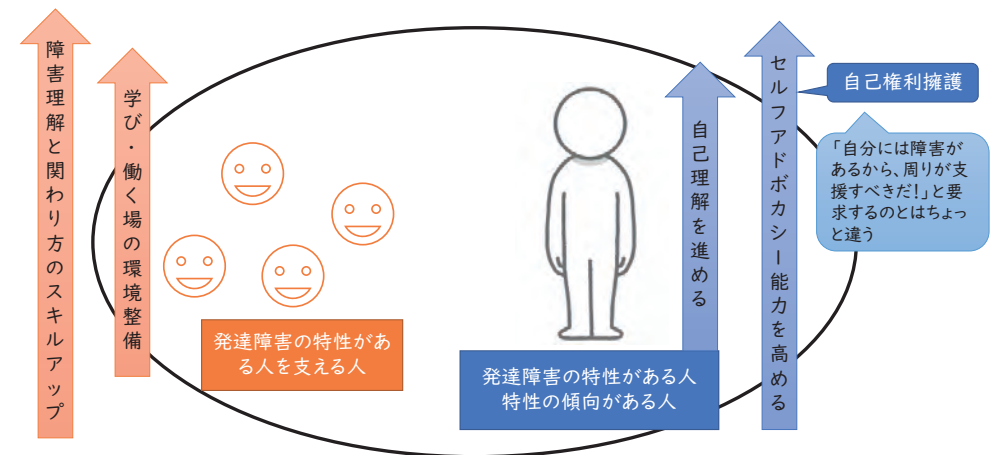 障害理解と関わり方のスキルアップ
学び・働く場の環境整備
発達障害の特性があ
る人を支える人
発達障害の特性がある人
特性の傾向がある人
自己理解を進める
セルフアドボカシー能力を高める
自己権利擁護
「自分には障害が
あるから、周りが支
援すべきだ!」と要
求するのとはちょっ
と違う